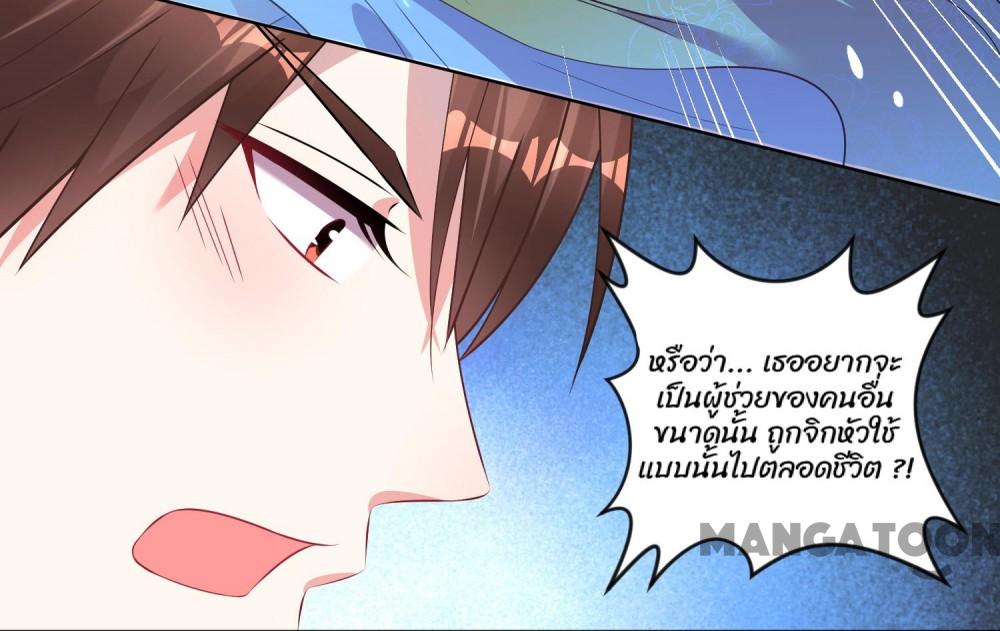 หรือว่า... เธออยากจะ
เป็นผู้ช่วยของคนอื่น
ขนาดนั้น ถูกจิกหัวใช้
แบบนั้นไปตลอดชีวิต ?!
MANGATOON